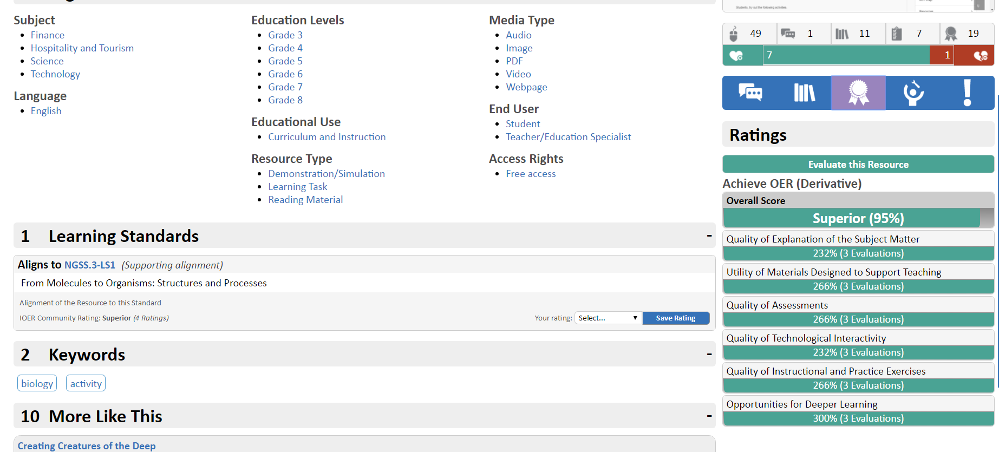 Subject
Finance
Hospitality and Tourism
Science
Technology
Language
English
Education Levels
Grade 3
Grade 4
Grade 5
Grade 6
Grade 7
Grade 8
Educational Use
Curriculum and Instruction
Resource Type
Demonstration/Simulation
Learning Task
Reading Material
Media Type
Audio
Image
PDF
Video
Webpage
End User
Student
Teacher/Education Specialist
Access Rights
Free access
1 Learning Standards -
Aligns to NGSS.3-LS1 (Supporting alignment)
From Molecules to Organisms: Structures and Processes
Alignment of the Resource to this Standard
IOER Community Rating: Superior (4 Ratings)
Your rating: Select... Save Rating
2 Keywords -
biology activity
10 More Like This -
Creating Creatures of the Deep
Students, try out the following activities.
49 1 11 7 19
7 1
Ratings
Evaluate this Resource
Achieve OER (Derivative)
Overall Score
Superior (95%)
Quality of Explanation of the Subject Matter
232% (3 Evaluations)
Utility of Materials Designed to Support Teaching
266% (3 Evaluations)
Quality of Assessments
266% (3 Evaluations)
Quality of Technological Interactivity
232% (3 Evaluations)
Quality of Instructional and Practice Exercises
266% (3 Evaluations)
Opportunities for Deeper Learning
300% (3 Evaluations)